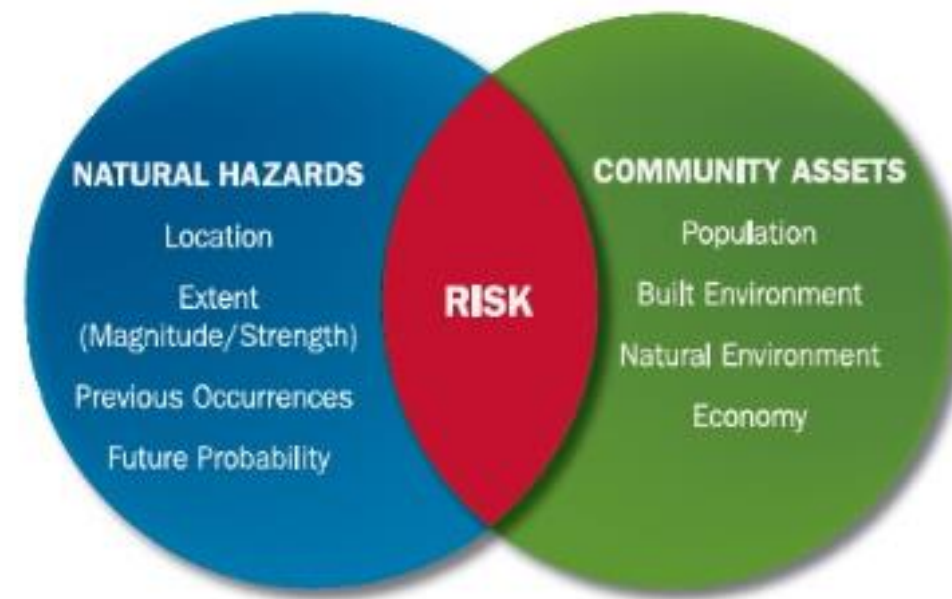 NATURAL HAZARDS
Location
Extent
(Magnitude/Strength)
Previous Occurrences
Future Probability
RISK
COMMUNITY ASSETS
Population
Built Environment
Natural Environment
Economy